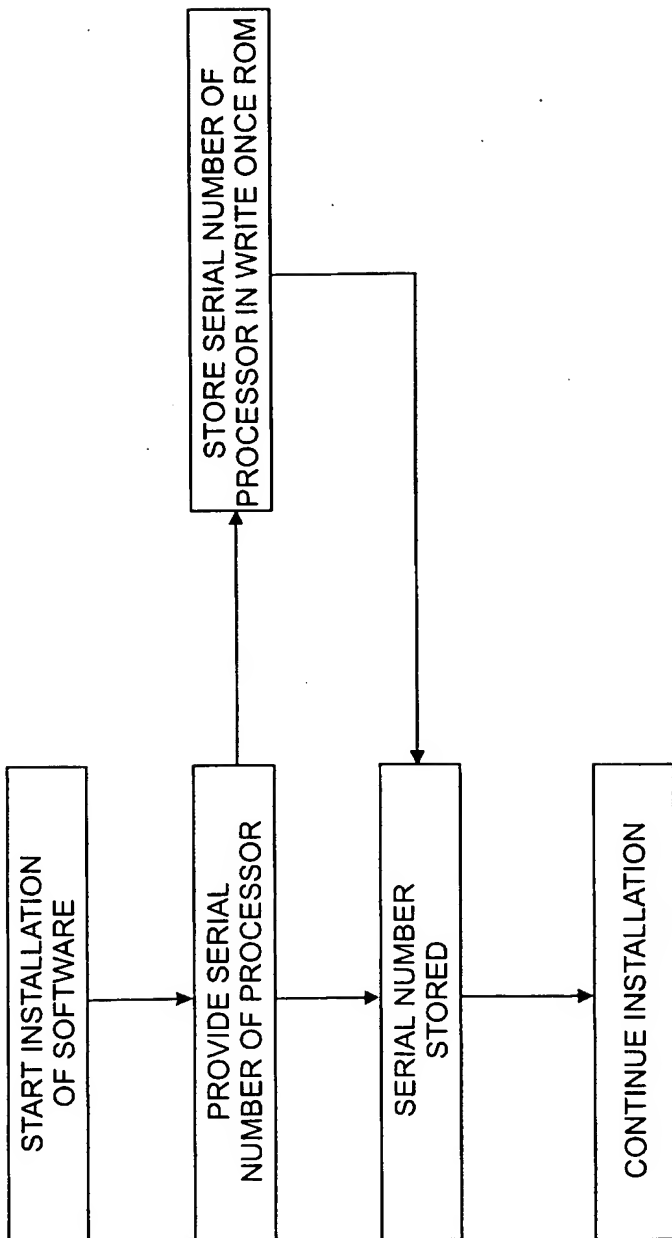 START INSTALLATION
OF SOFTWARE
PROVIDE SERIAL
NUMBER OF PROCESSOR
STORE SERIAL NUMBER OF
PROCESSOR IN WRITE ONCE ROM
SERIAL NUMBER
STORED
CONTINUE INSTALLATION